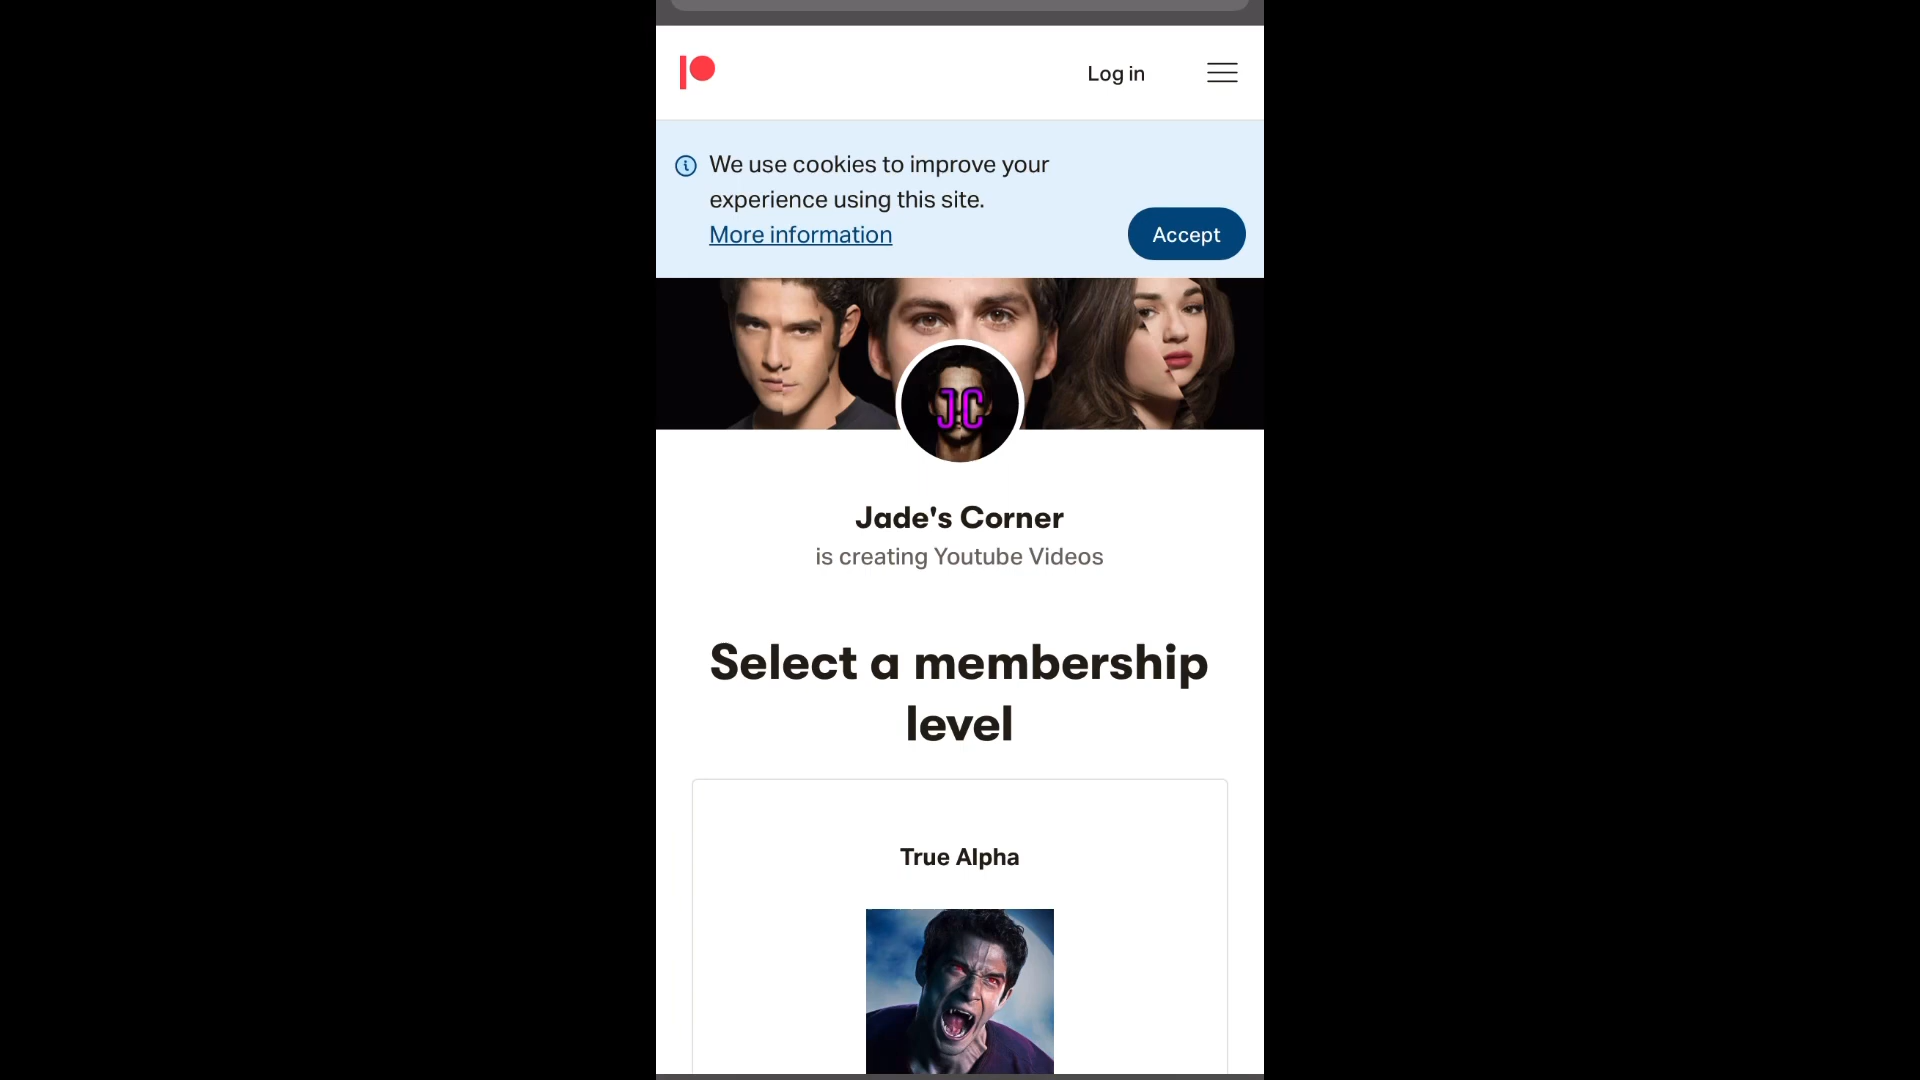 Log in
We use cookies to improve your
experience using this site.
More information
Accept
JC
Jade's Corner
is creating Youtube Videos
Select a membership
level
True Alpha